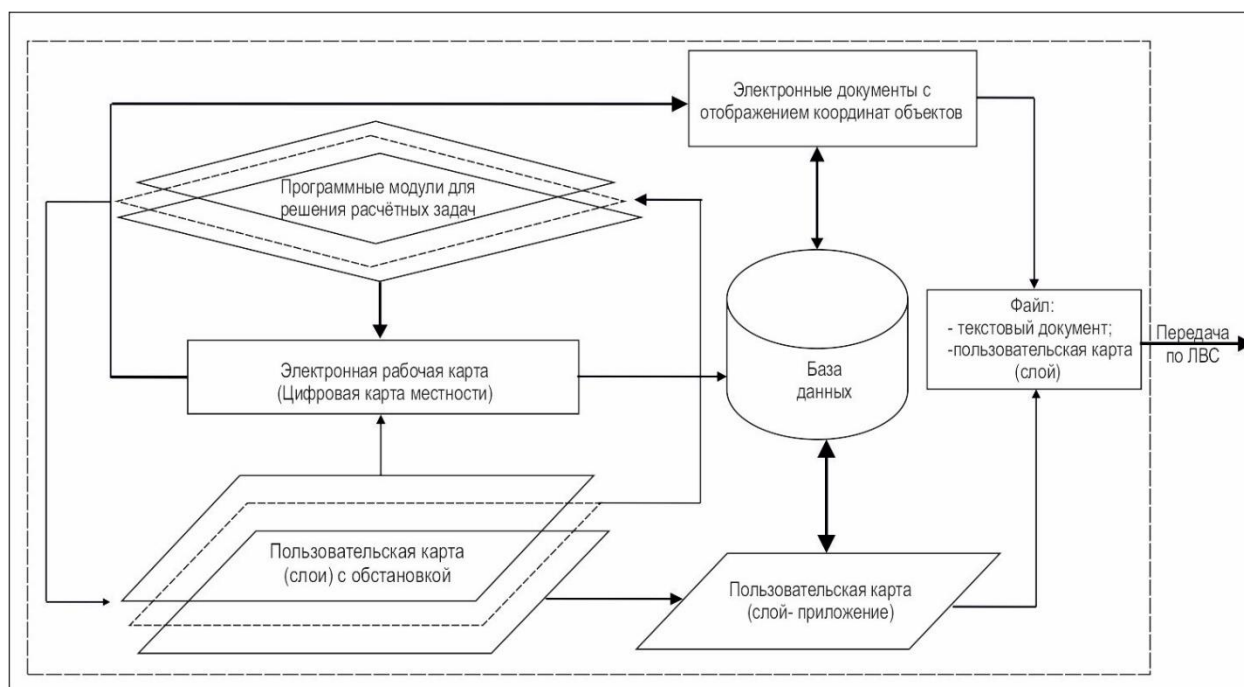 Электронные документы с
отображением координат объектов
Программные модули для
решения расчётных задач
Файл:
- текстовый документ;
-пользовательская карта
(слой)
Передача
по ЛВС
Электронная рабочая карта
(Цифровая карта местности)
База
данных
Пользовательская карта
(слои) с обстановкой
Пользовательская карта
(слой- приложение)